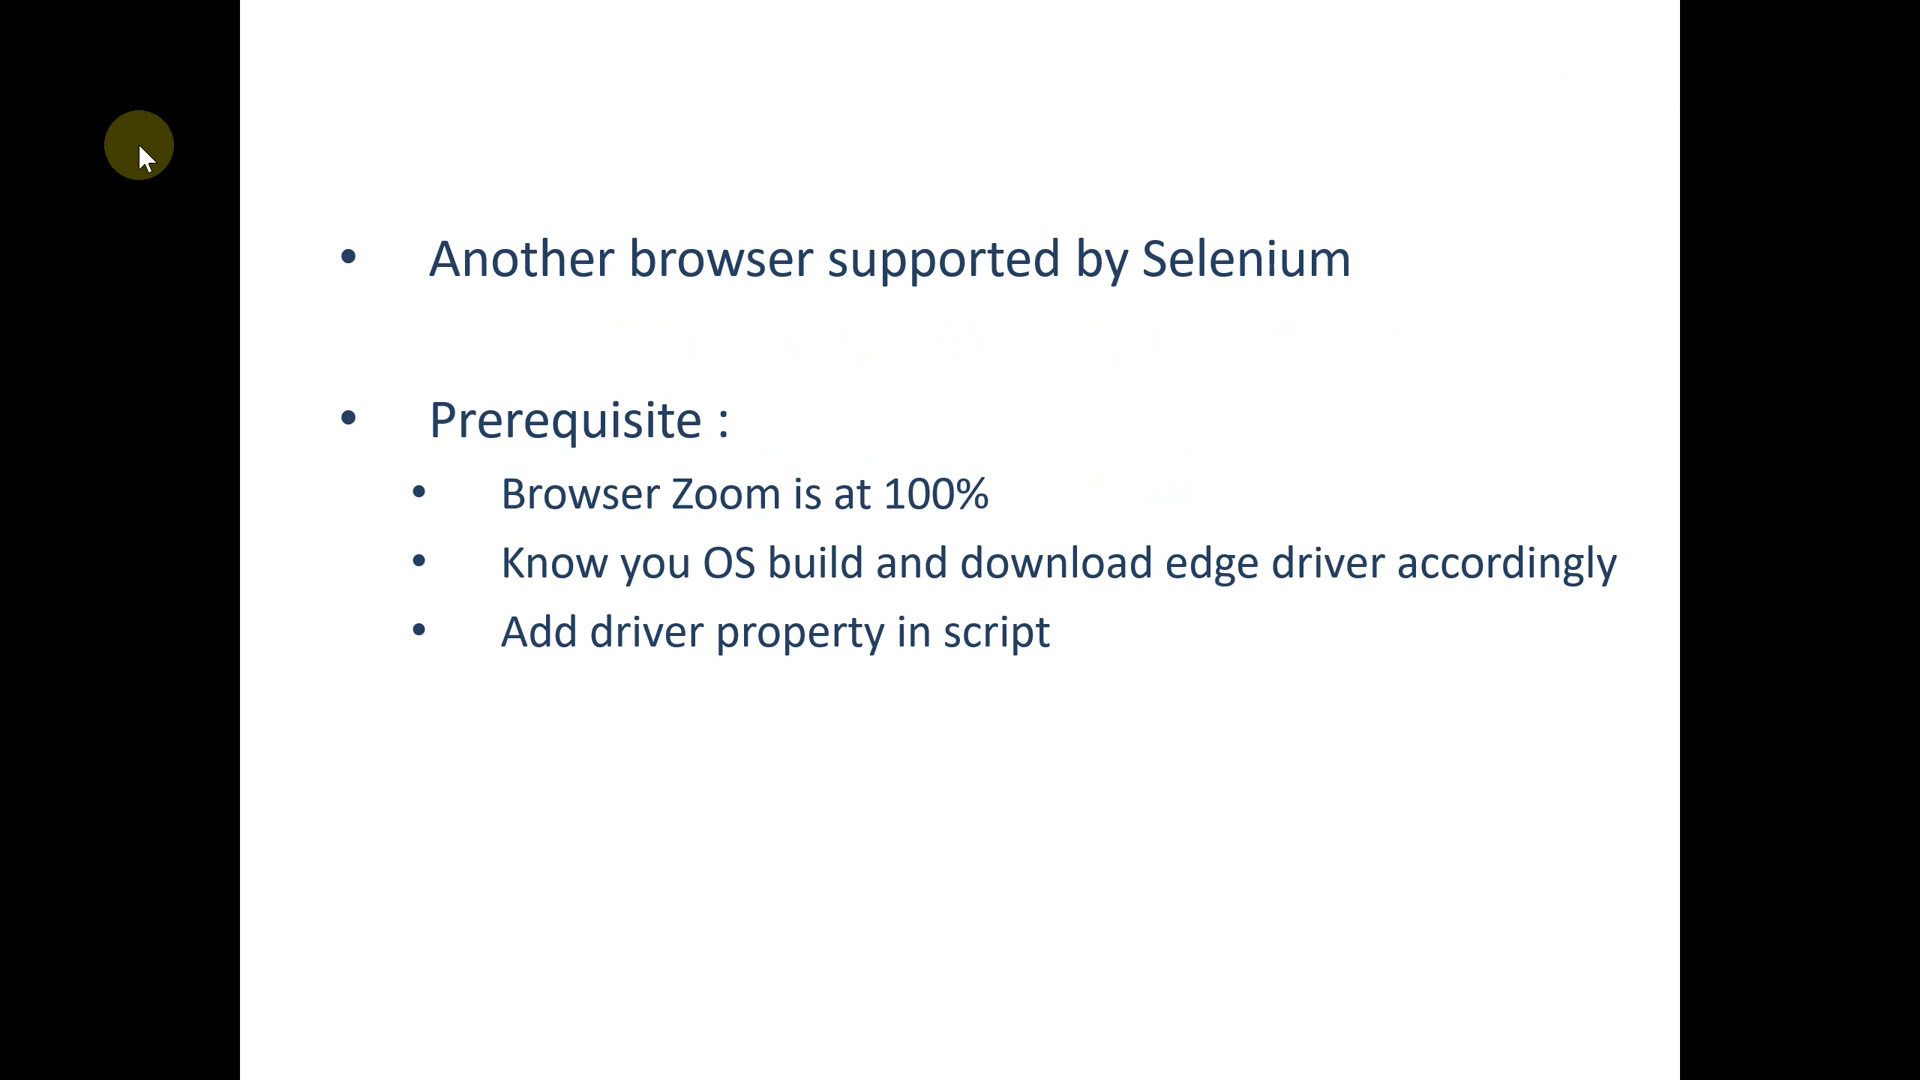 • Another browser supported by Selenium
• Prerequisite :
• Browser Zoom is at 100%
• Know you OS build and download edge driver accordingly
• Add driver property in script